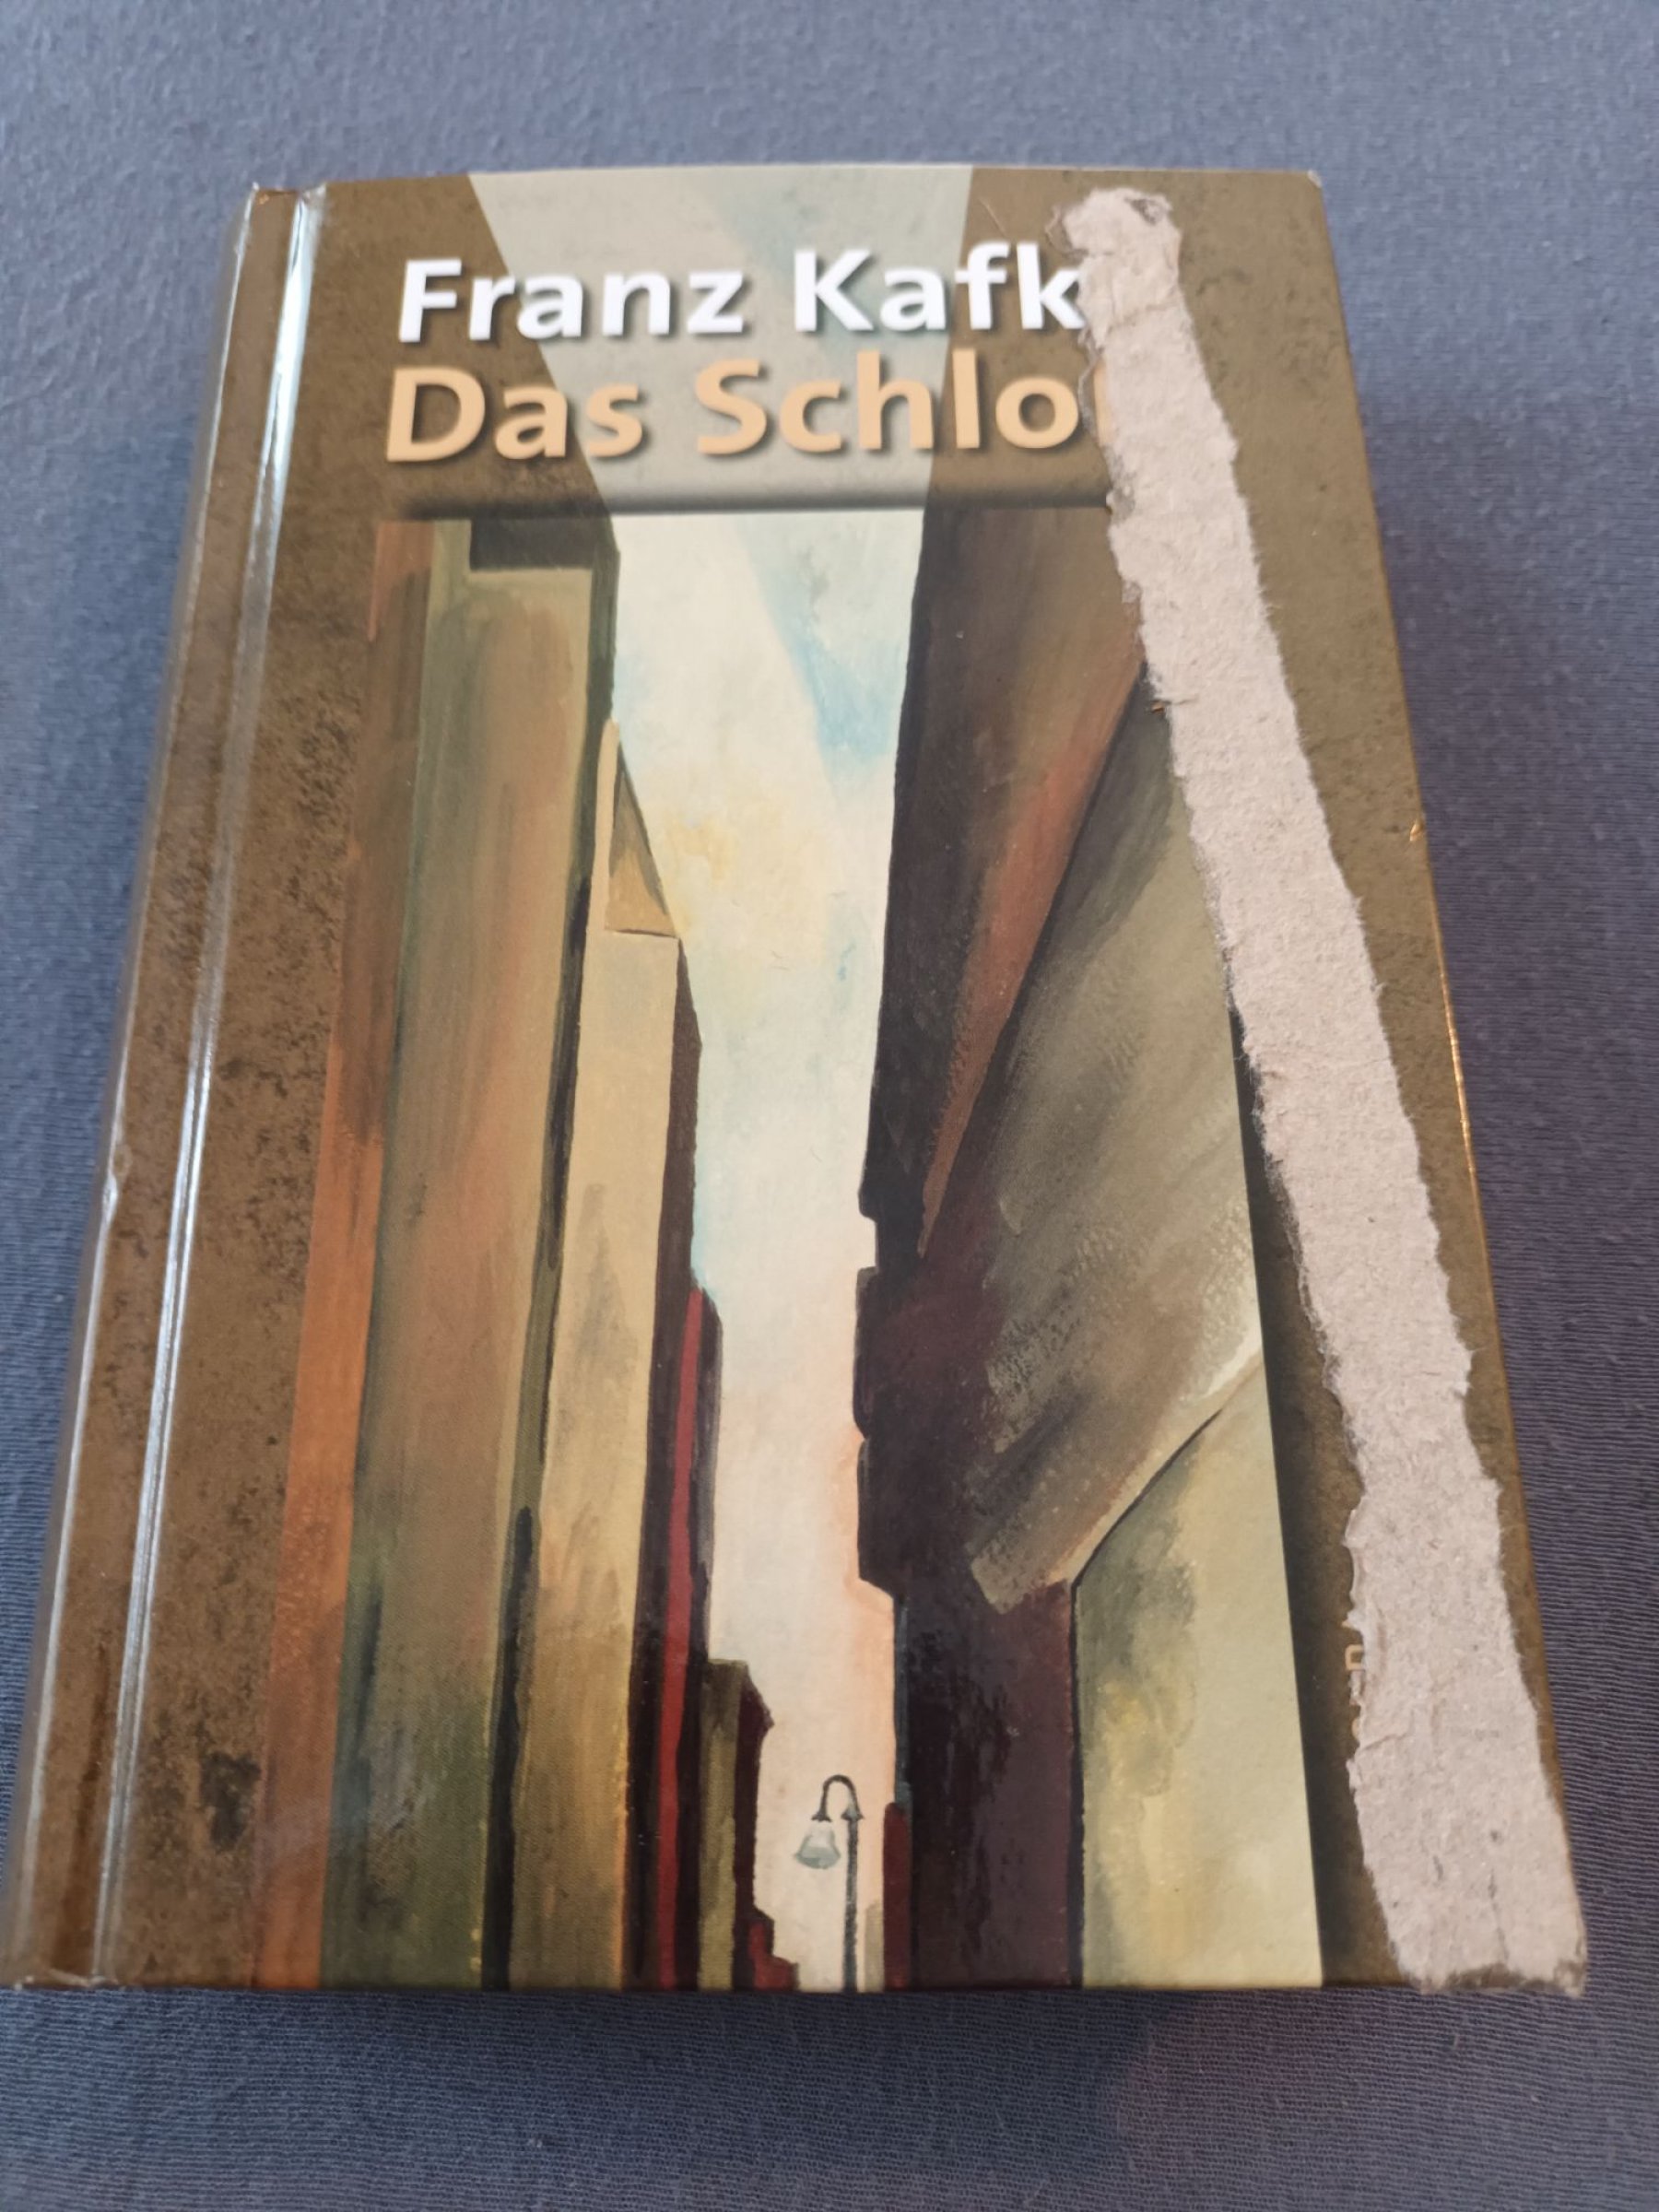 Franz Kafk
Das Schlo